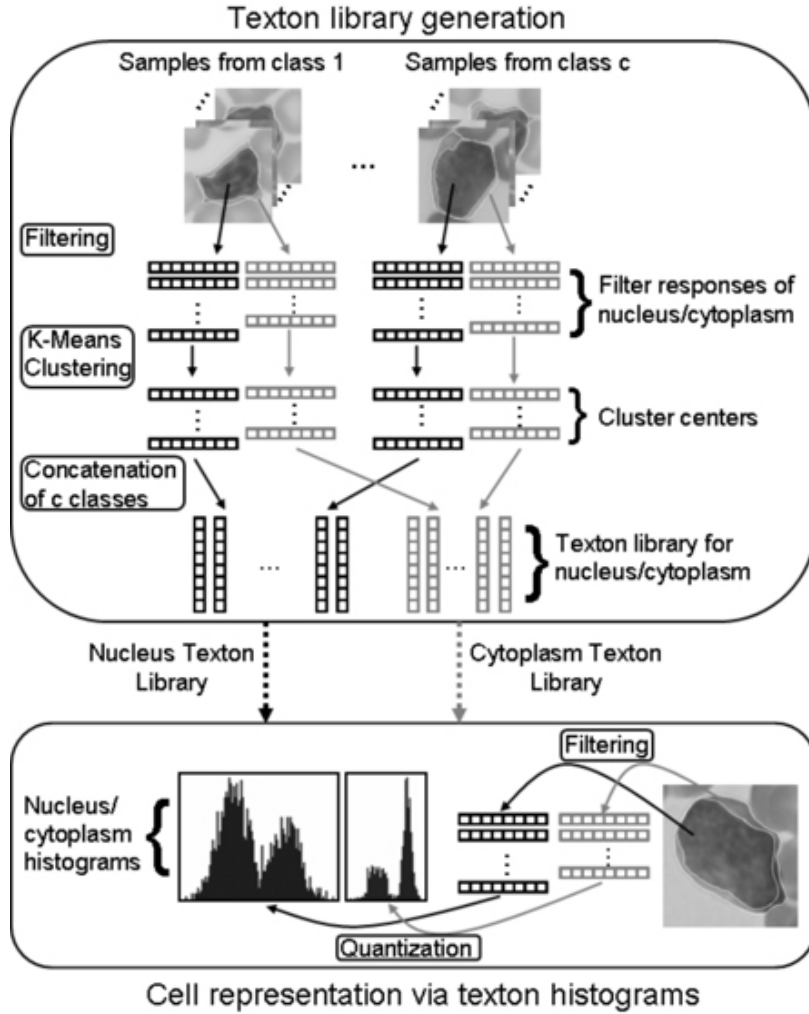 Texton library generation
Samples from class 1
Samples from class c
...
Filtering
Filter responses of
nucleus/cytoplasm
K-Means
Clustering
Cluster centers
Concatenation
of c classes
...
...
Texton library for
nucleus/cytoplasm
Nucleus Texton
Library
Cytoplasm Texton
Library
Filtering
Nucleus/
cytoplasm
histograms
Quantization
Cell representation via texton histograms